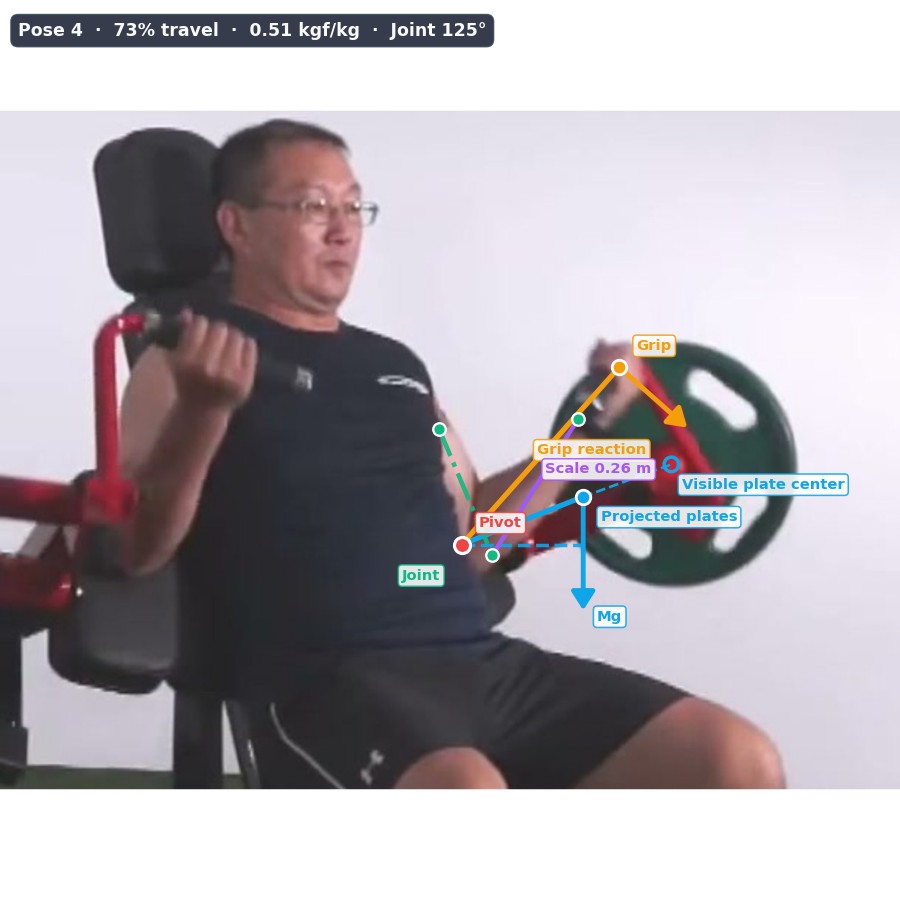 Pose 4 · 73% travel · 0.51 kgf/kg · Joint 125°
Grip
Grip reaction
Scale 0.26 m
Visible plate center
Projected plates
Pivot
Joint
Mg